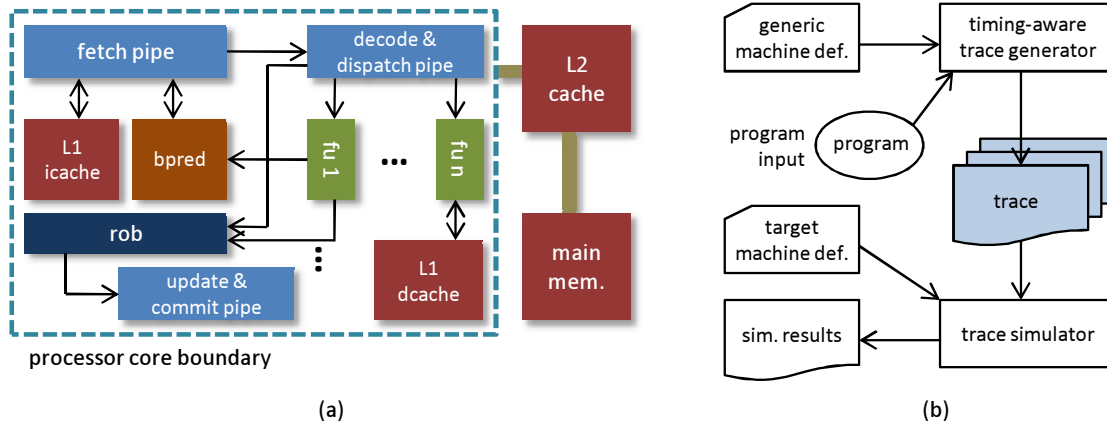 fetch pipe
decode &
dispatch pipe
L2
cache
L1
icache
bpred
fu 1
...
fu n
rob
...
L1
dcache
main
mem.
update &
commit pipe
processor core boundary
(a)
generic
machine def.
timing-aware
trace generator
program
input
program
trace
target
machine def.
sim. results
trace simulator
(b)